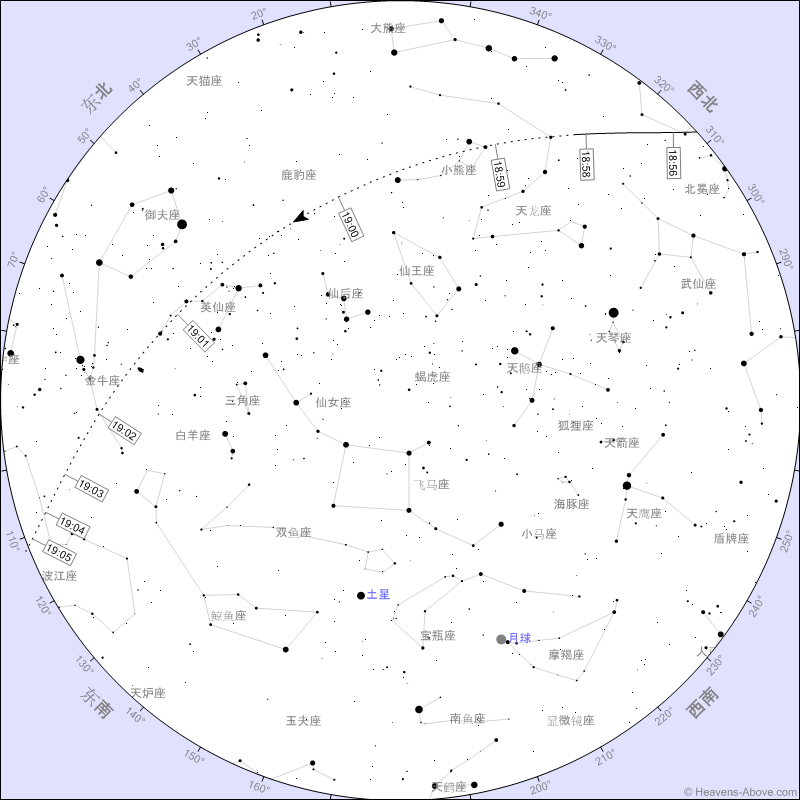 大熊座
340°
20°
330°
30°
天猫座
320°
东北
40°
西北
310°
50°
18:56
18:58
18:59
小熊座
鹿豹座
60°
北冕座
300°
御夫座
天龙座
19:00
70°
290°
仙王座
武仙座
仙后座
英仙座
19:01
天琴座
座
天鹅座
金牛座
蝎虎座
三角座
仙女座
19:02
白羊座
狐狸座
天箭座
飞马座
19:03
海豚座
天鹰座
19:04
双鱼座
小马座
盾牌座
110°
250°
19:05
波江座
土星
120°
240°
鲸鱼座
宝瓶座
月球
人
摩羯座
130°
230°
天炉座
东南
西南
140°
玉夫座
南鱼座
显微镜座
220°
150°
210°
160°
天鹤座
200°
© Heavens-Above.com